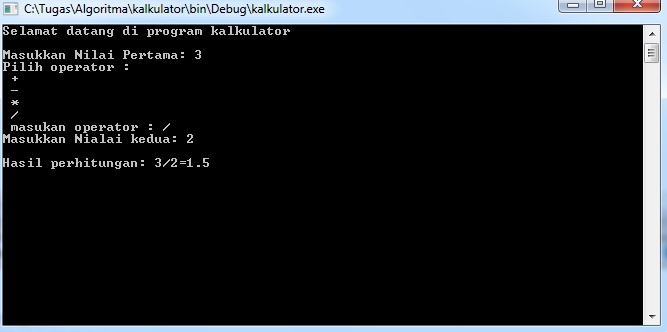 C:\Tugas\Algoritma\kalkulator\bin\Debug\kalkulator.exe
Selamat datang di program kalkulator
Masukkan Nilai Pertama: 3
Pilih operator :
+
-
*
/
masukan operator : /
Masukkan Nialai kedua: 2
Hasil perhitungan: 3/2=1.5